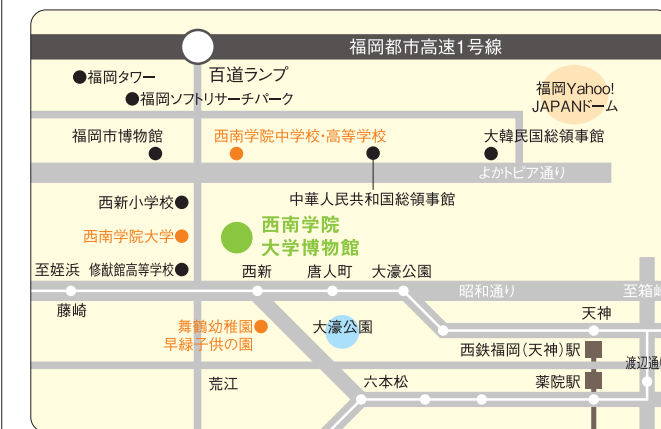 福岡都市高速1号線
百道ランプ
福岡タワー
福岡ソフトリサーチパーク
福岡Yahoo!
JAPANドーム
福岡市博物館
西南学院中学校・高等学校
大韓民国総領事館
よかトピア通り
中華人民共和国総領事館
西新小学校
西南学院大学
西南学院
大学博物館
至姪浜
修猷館高等学校
西新
唐人町
大濠公園
昭和通り
至箱崎
藤崎
舞鶴幼稚園
早緑子供の園
大濠公園
天神
西鉄福岡(天神)駅
渡辺通り
荒江
六本松
薬院駅